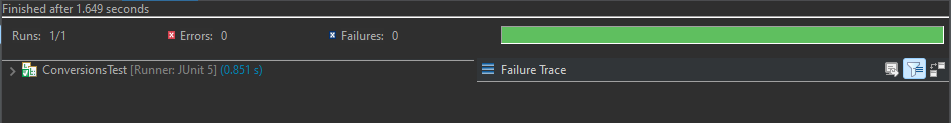 Finished after 1.649 seconds
Runs: 1/1 Errors: 0 Failures: 0
ConversionsTest [Runner: JUnit 5] (0.851 s)
Failure Trace